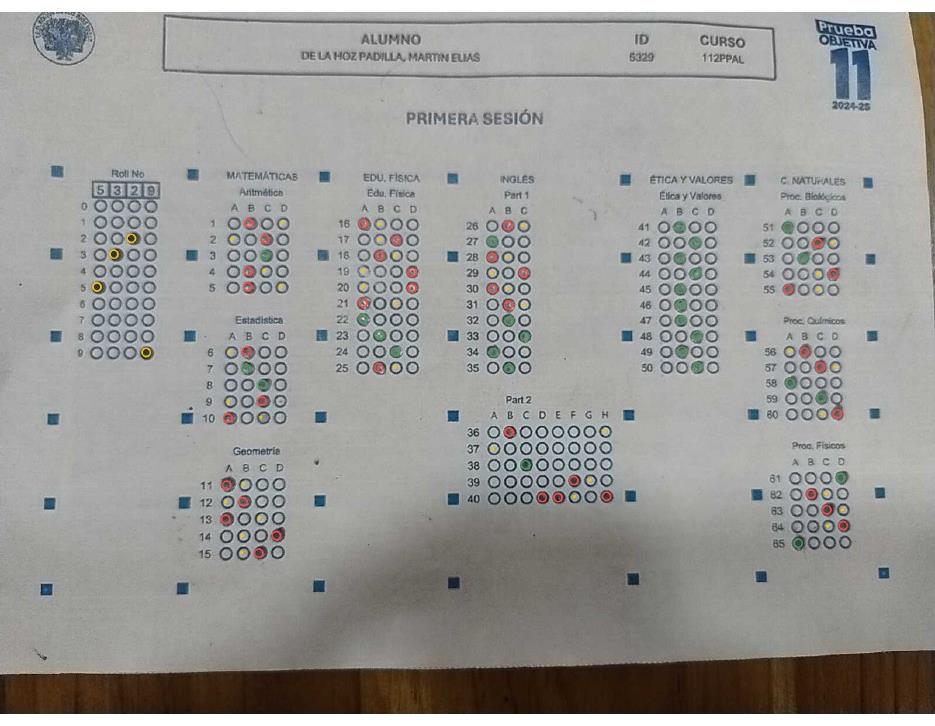 ALUMNO ID CURSO
DE LA HOZ PADILLA, MARTIN ELIAS 5329 112PPAL
Prueba
OBJETIVA
11
2024-25
PRIMERA SESIÓN
Roll No
5 3 2 9
0
1
2
3
4
5
6
7
8
9
MATEMÁTICAS
Aritmética
A B C D
1
2
3
4
5
Estadística
A B C D
6
7
8
9
10
Geometría
A B C D
11
12
13
14
15
EDU. FÍSICA
Edu. Física
A B C D
16
17
18
19
20
21
22
23
24
25
INGLÉS
Part 1
A B C
26
27
28
29
30
31
32
33
34
35
Part 2
A B C D E F G H
36
37
38
39
40
ÉTICA Y VALORES
Ética y Valores
A B C D
41
42
43
44
45
46
47
48
49
50
C. NATURALES
Proc. Biológicos
A B C D
51
52
53
54
55
Proc. Químicos
A B C D
56
57
58
59
60
Proc. Físicos
A B C D
61
62
63
64
65